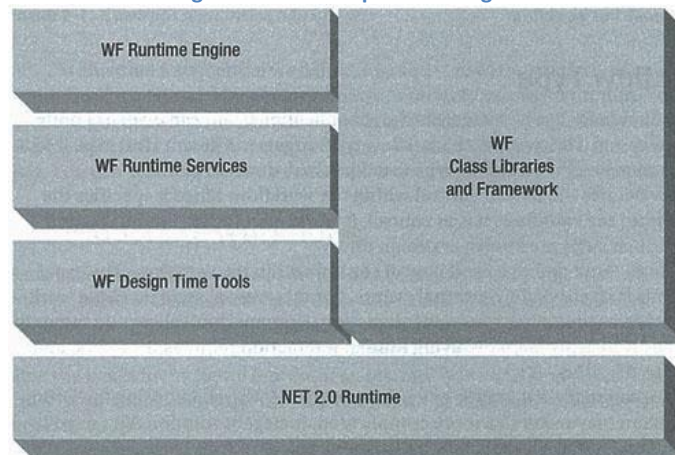 WF Runtime Engine
WF Runtime Services
WF Design Time Tools
WF
Class Libraries
and Framework
.NET 2.0 Runtime